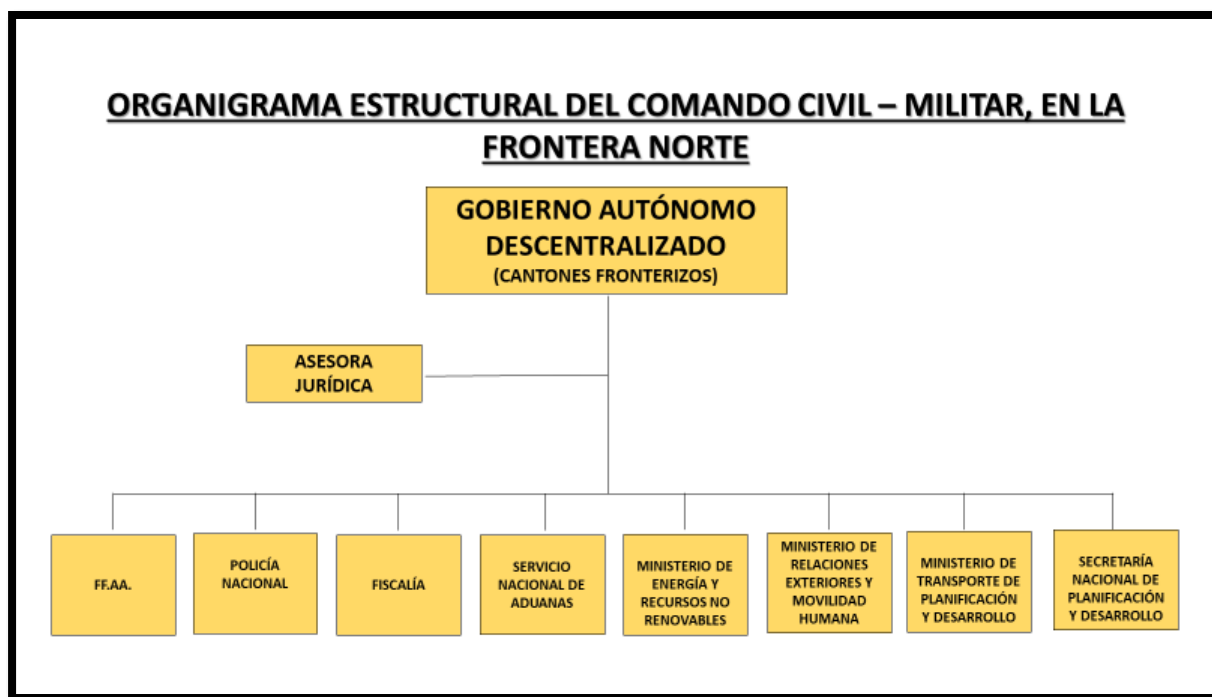 ORGANIGRAMA ESTRUCTURAL DEL COMANDO CIVIL – MILITAR, EN LA
FRONTERA NORTE
GOBIERNO AUTÓNOMO
DESCENTRALIZADO
(CANTONES FRONTERIZOS)
ASESORA
JURÍDICA
FF.AA.
POLICÍA
NACIONAL
FISCALÍA
SERVICIO
NACIONAL DE
ADUANAS
MINISTERIO DE
ENERGÍA Y
RECURSOS NO
RENOVABLES
MINISTERIO DE
RELACIONES
EXTERIORES Y
MOVILIDAD
HUMANA
MINISTERIO DE
TRANSPORTE DE
PLANIFICACIÓN
Y DESARROLLO
SECRETARÍA
NACIONAL DE
PLANIFICACIÓN
Y DESARROLLO